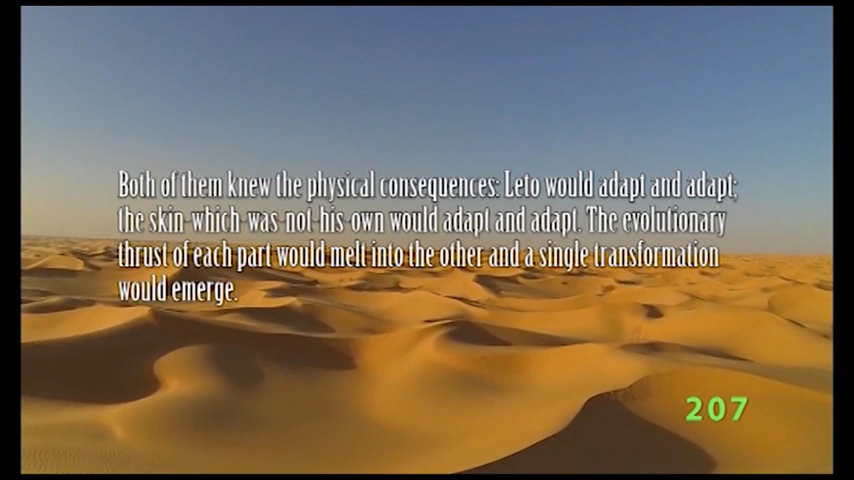 Both of them knew the physical consequences: Leto would adapt and adapt;
the skin-which-was-not-his-own would adapt and adapt. The evolutionary
thrust of each part would melt into the other and a single transformation
would emerge.
207